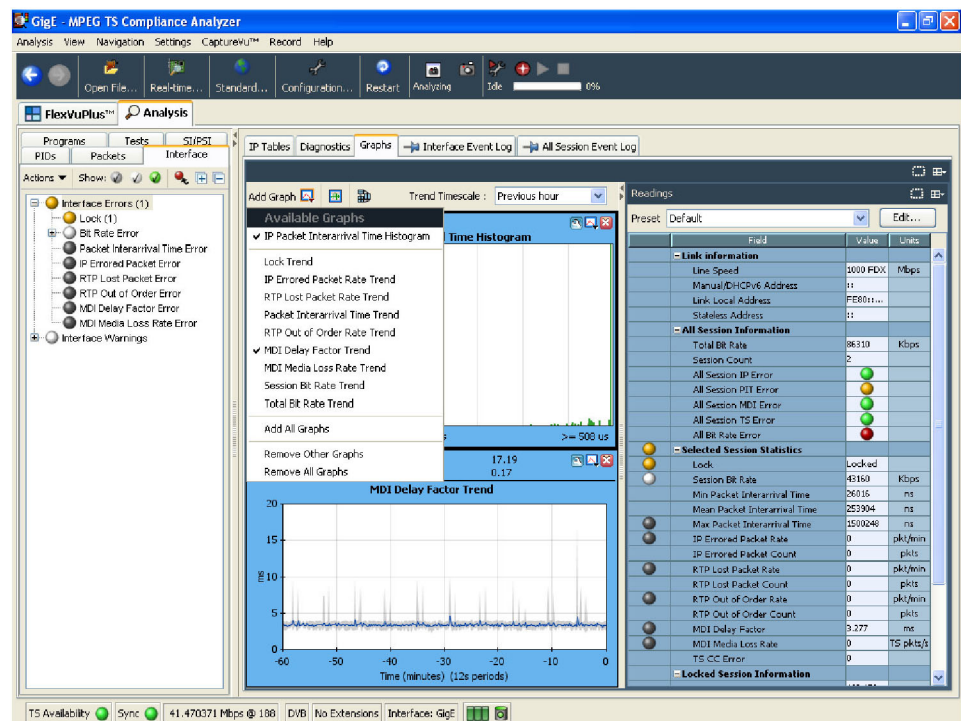 GigE - MPEG TS Compliance Analyzer
Analysis View Navigation Settings CaptureVu™ Record Help
Open File... Real-time... Standard... Configuration... Restart Analyzing Idle 0%
FlexVuPlus™ Analysis
Programs Tests SI/PSI
PIDs Packets Interface
Actions Show:
Interface Errors (1)
Lock (1)
Bit Rate Error
Packet Interarrival Time Error
IP Errored Packet Error
RTP Lost Packet Error
RTP Out of Order Error
MDI Delay Factor Error
MDI Media Loss Rate Error
Interface Warnings
IP Tables Diagnostics Graphs Interface Event Log All Session Event Log
Add Graph Trend Timescale : Previous hour
Available Graphs
IP Packet Interarrival Time Histogram
Lock Trend
IP Errored Packet Rate Trend
RTP Lost Packet Rate Trend
Packet Interarrival Time Trend
RTP Out of Order Rate Trend
MDI Delay Factor Trend
MDI Media Loss Rate Trend
Session Bit Rate Trend
Total Bit Rate Trend
Add All Graphs
Remove Other Graphs
Remove All Graphs
Time Histogram
>= 508 us
17.19
0.17
MDI Delay Factor Trend
20
15
10
5
0
ms
-60 -50 -40 -30 -20 -10 0
Time (minutes) (12s periods)
Readings
Preset Default Edit...
Field Value Units
Link information
Line Speed 1000 FDX Mbps
Manual/DHCPv6 Address ::
Link Local Address FE80::...
Stateless Address ::
All Session Information
Total Bit Rate 86310 Kbps
Session Count 2
All Session IP Error
All Session PIT Error
All Session MDI Error
All Session TS Error
All Bit Rate Error
Selected Session Statistics
Lock Locked
Session Bit Rate 43160 Kbps
Min Packet Interarrival Time 26016 ns
Mean Packet Interarrival Time 253904 ns
Max Packet Interarrival Time 1500248 ns
IP Errored Packet Rate 0 pkt/min
IP Errored Packet Count 0 pkts
RTP Lost Packet Rate 0 pkt/min
RTP Lost Packet Count 0 pkts
RTP Out of Order Rate 0 pkt/min
RTP Out of Order Count 0 pkts
MDI Delay Factor 3.277 ms
MDI Media Loss Rate 0 TS pkts/s
TS CC Error 0
Locked Session Information
TS Availability Sync 41.470371 Mbps @ 188 DVB No Extensions Interface: GigE